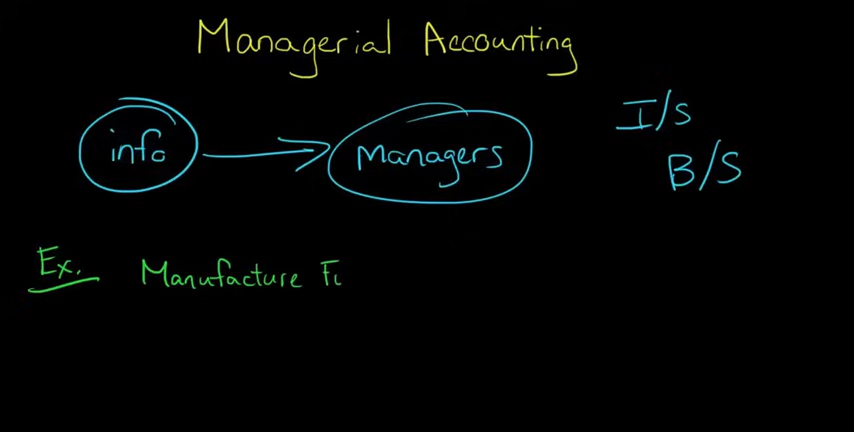 Managerial Accounting
info Managers I/S
B/S
Ex. Manufacture